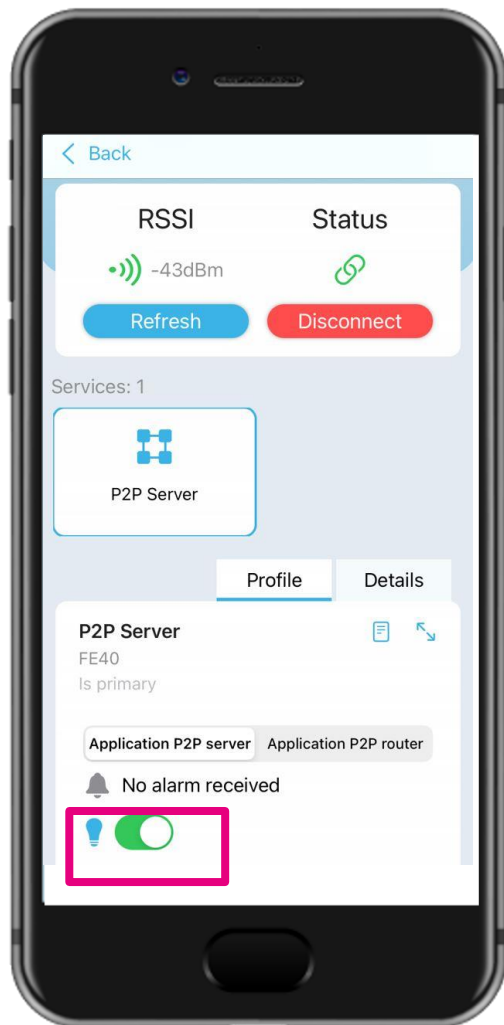 Back
RSSI
Status
-43dBm
Refresh
Disconnect
Services: 1
P2P Server
Profile
Details
P2P Server
FE40
Is primary
Application P2P server
Application P2P router
No alarm received